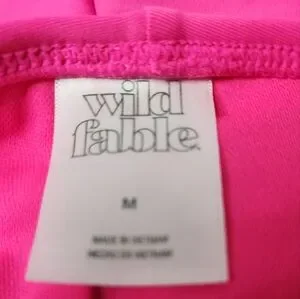 wild
fable.
M
MADE IN VIETNAM
HECHO EN VIETNAM